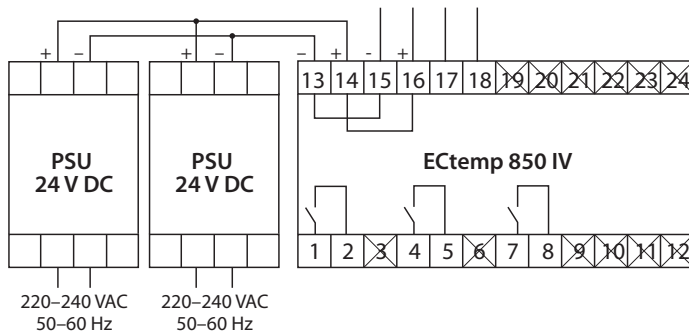 + – + – – + - +
13 14 15 16 17 18 19 20 21 22 23 24
PSU
24 V DC
PSU
24 V DC
ECtemp 850 IV
1 2 3 4 5 6 7 8 9 10 11 12
220–240 VAC
50–60 Hz
220–240 VAC
50–60 Hz